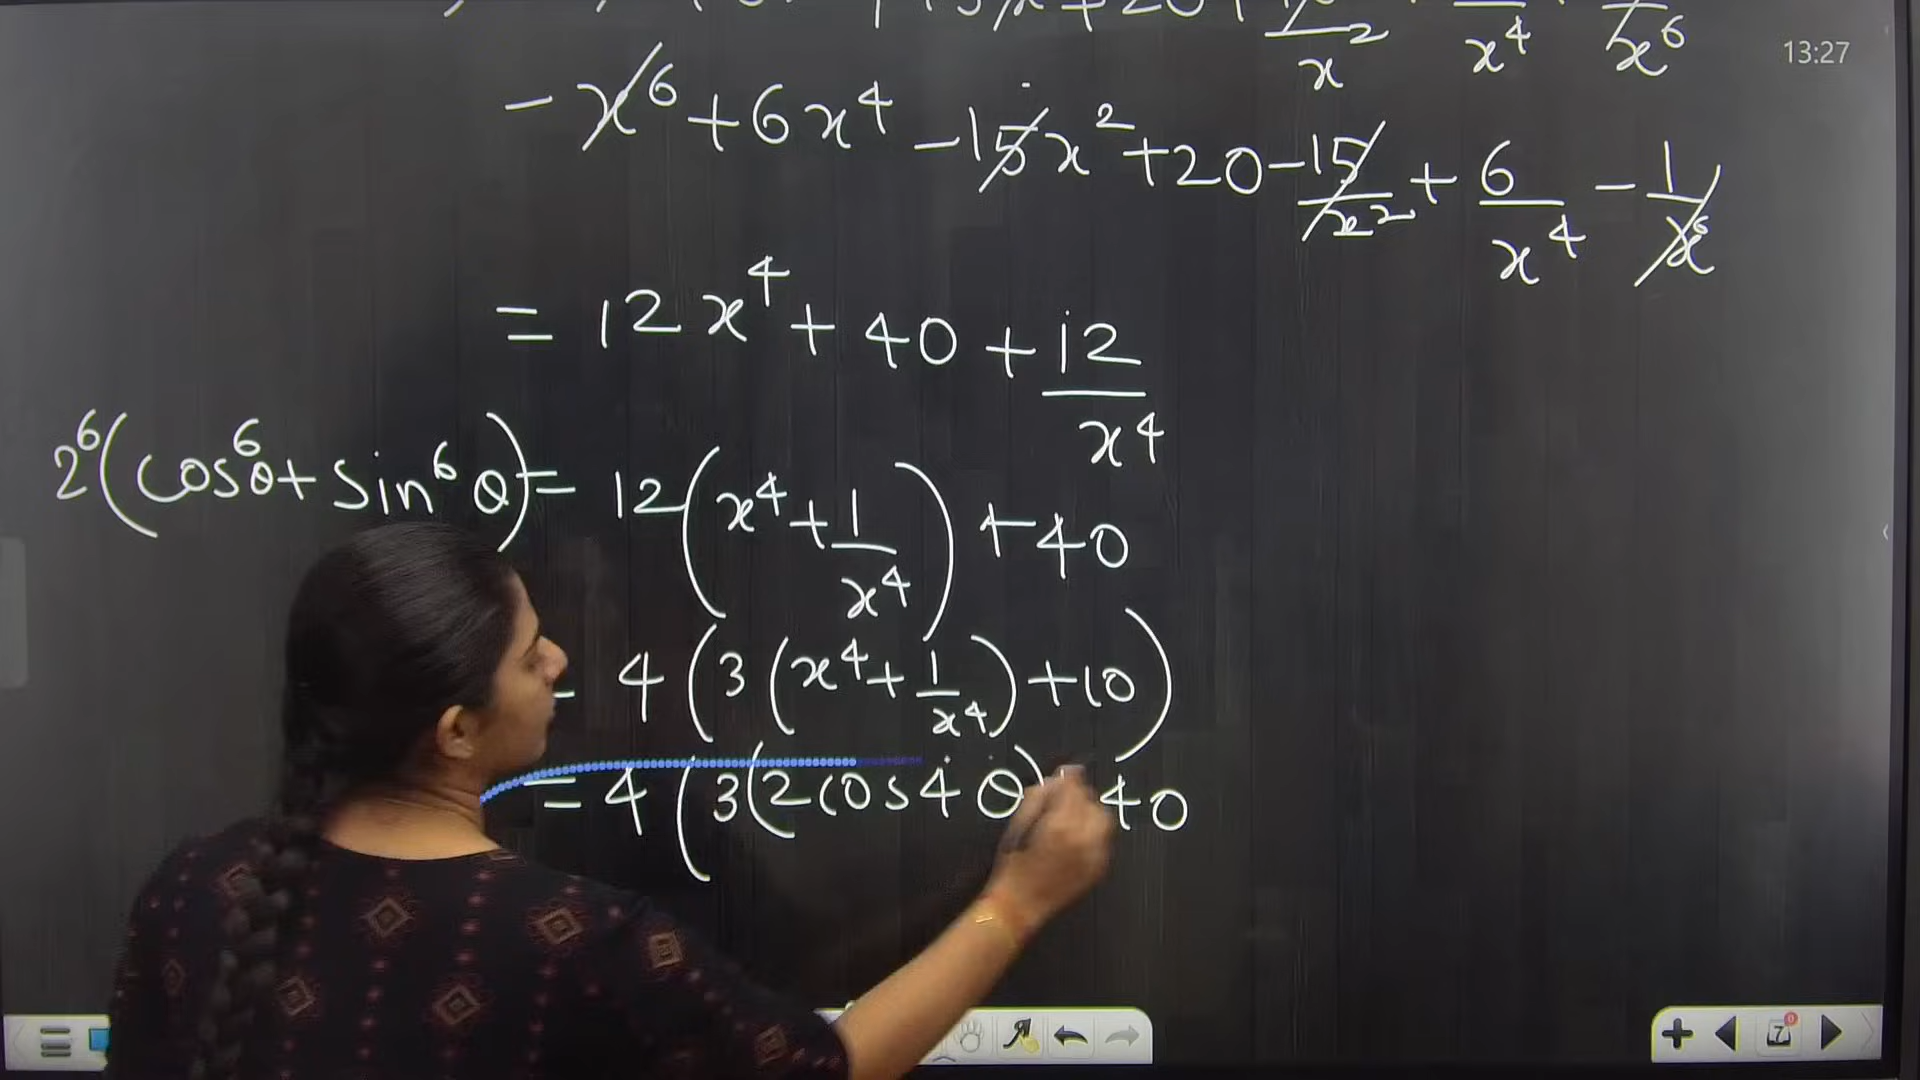 13:27
- x⁶ + 6x⁴ - 15x² + 20 - 15/x² + 6/x⁴ - 1/x⁶
= 12x⁴ + 40 + 12/x⁴
2⁶(cos⁶θ + sin⁶θ) = 12(x⁴ + 1/x⁴) + 40
= 4(3(x⁴ + 1/x⁴) + 10)
= 4(3(2cos4θ) + 40
7